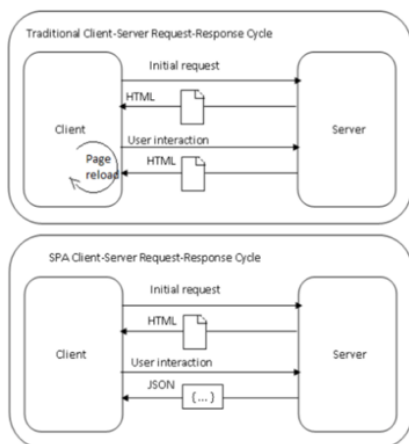 Traditional Client-Server Request-Response Cycle
Initial request
HTML
Client
Server
User interaction
Page
reload
HTML
SPA Client-Server Request-Response Cycle
Initial request
HTML
Client
Server
User interaction
JSON
{...}